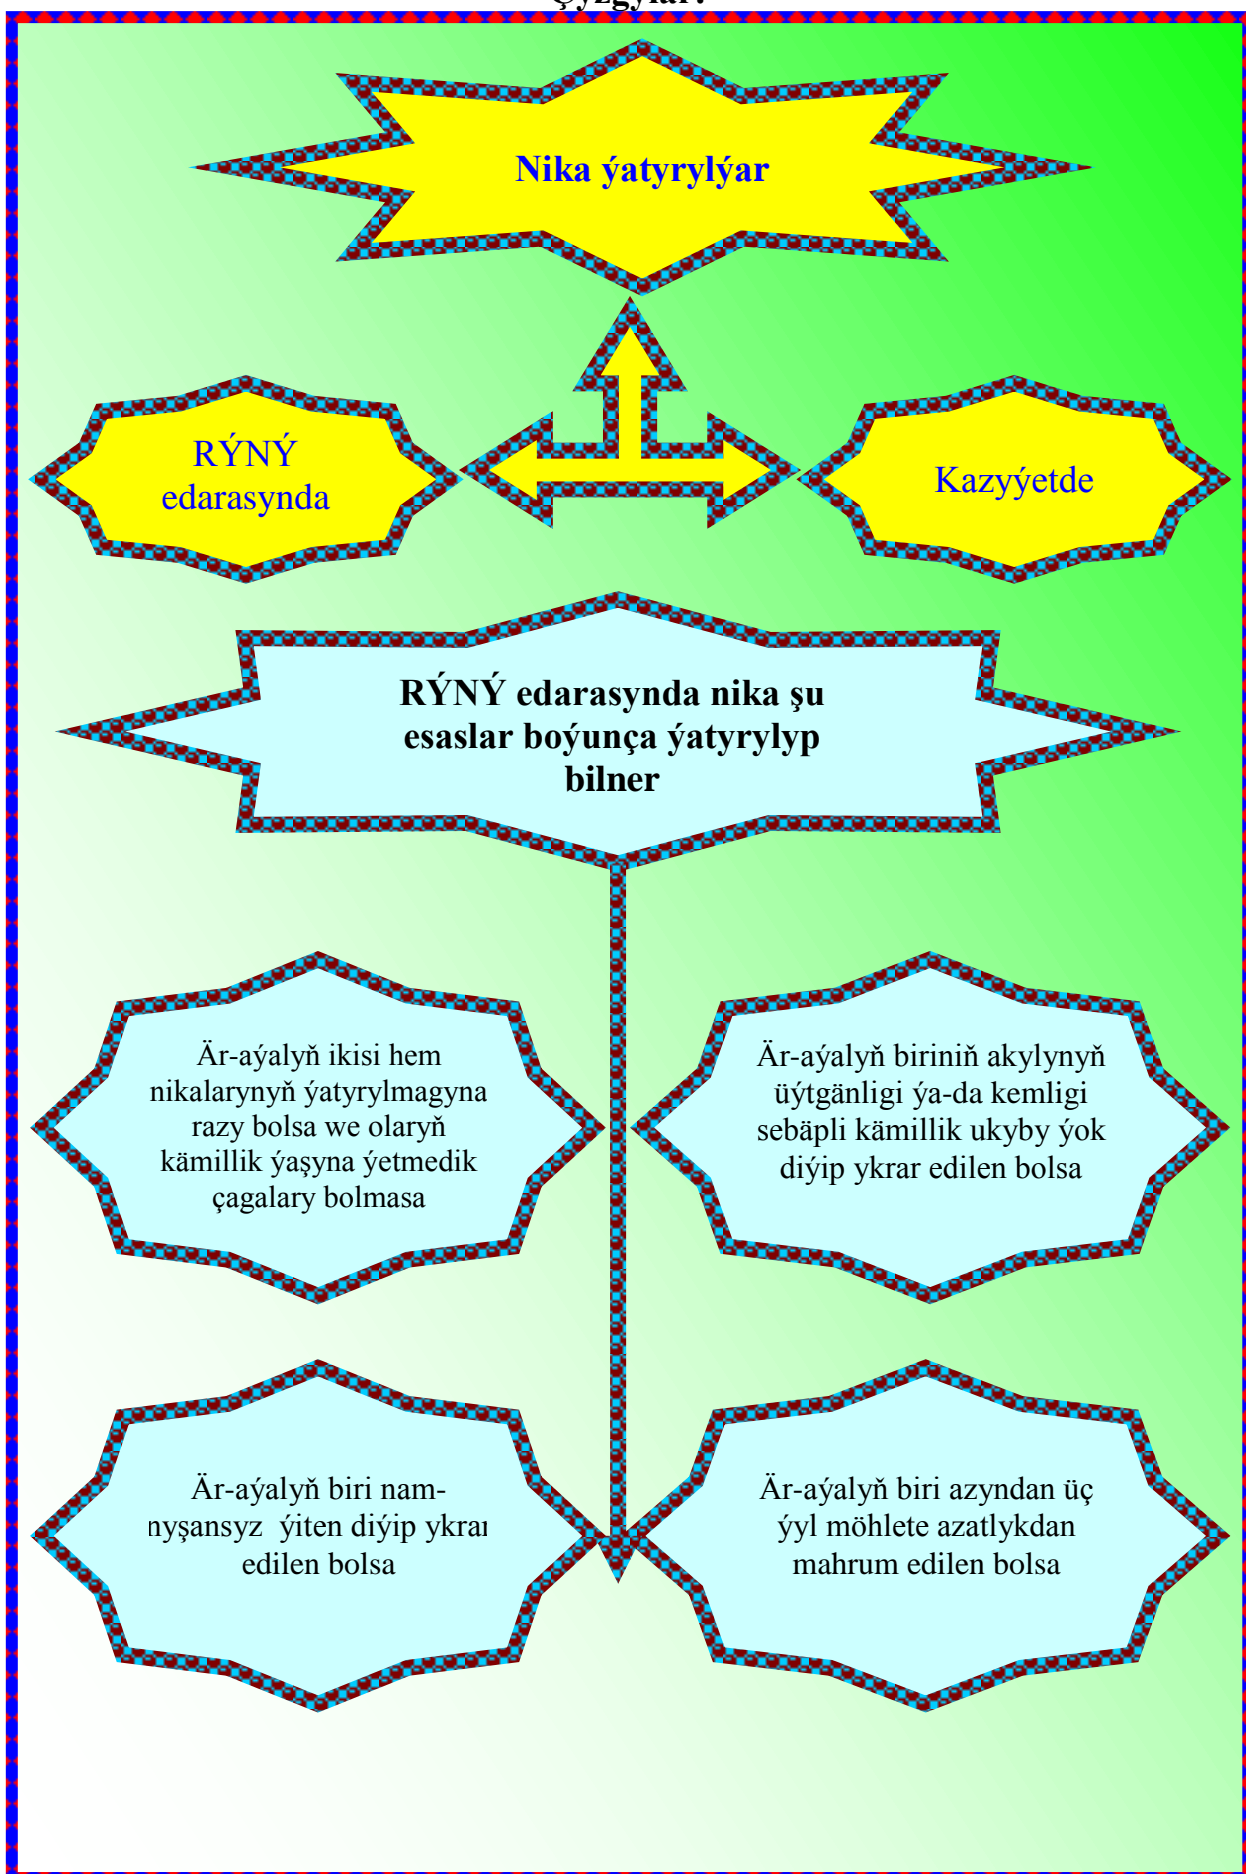 Çyzgylar:
Nika ýatyrylýar
RÝNÝ
edarasynda
Kazyýetde
RÝNÝ edarasynda nika şu
esaslar boýunça ýatyrylyp
bilner
Är-aýalyň ikisi hem
nikalarynyň ýatyrylmagyna
razy bolsa we olaryň
kämillik ýaşyna ýetmedik
çagalary bolmasa
Är-aýalyň biriniň akylynyň
üýtgänligi ýa-da kemligi
sebäpli kämillik ukyby ýok
diýip ykrar edilen bolsa
Är-aýalyň biri nam-
nyşansyz ýiten diýip ykrar
edilen bolsa
Är-aýalyň biri azyndan üç
ýyl möhlete azatlykdan
mahrum edilen bolsa